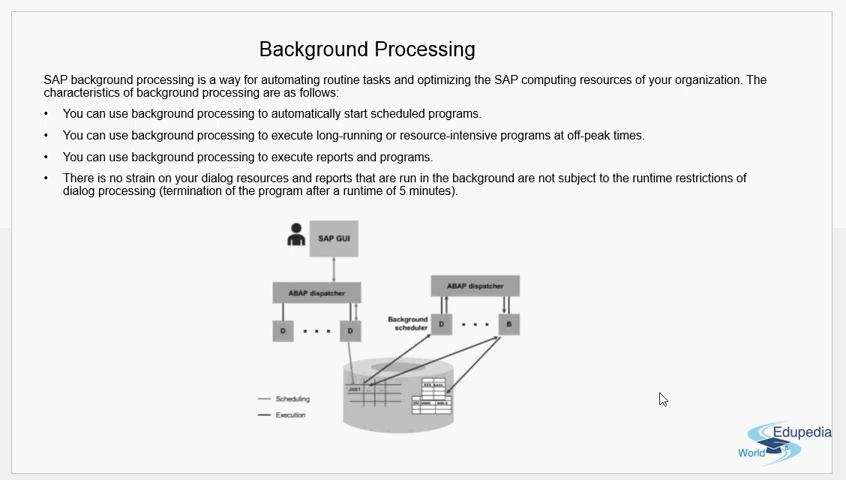 Background Processing
SAP background processing is a way for automating routine tasks and optimizing the SAP computing resources of your organization. The
characteristics of background processing are as follows:
• You can use background processing to automatically start scheduled programs.
• You can use background processing to execute long-running or resource-intensive programs at off-peak times.
• You can use background processing to execute reports and programs.
• There is no strain on your dialog resources and reports that are run in the background are not subject to the runtime restrictions of
dialog processing (termination of the program after a runtime of 5 minutes).
SAP GUI
ABAP dispatcher
ABAP dispatcher
Background
scheduler
D
D
D
B
Scheduling
Execution
Edupedia
World